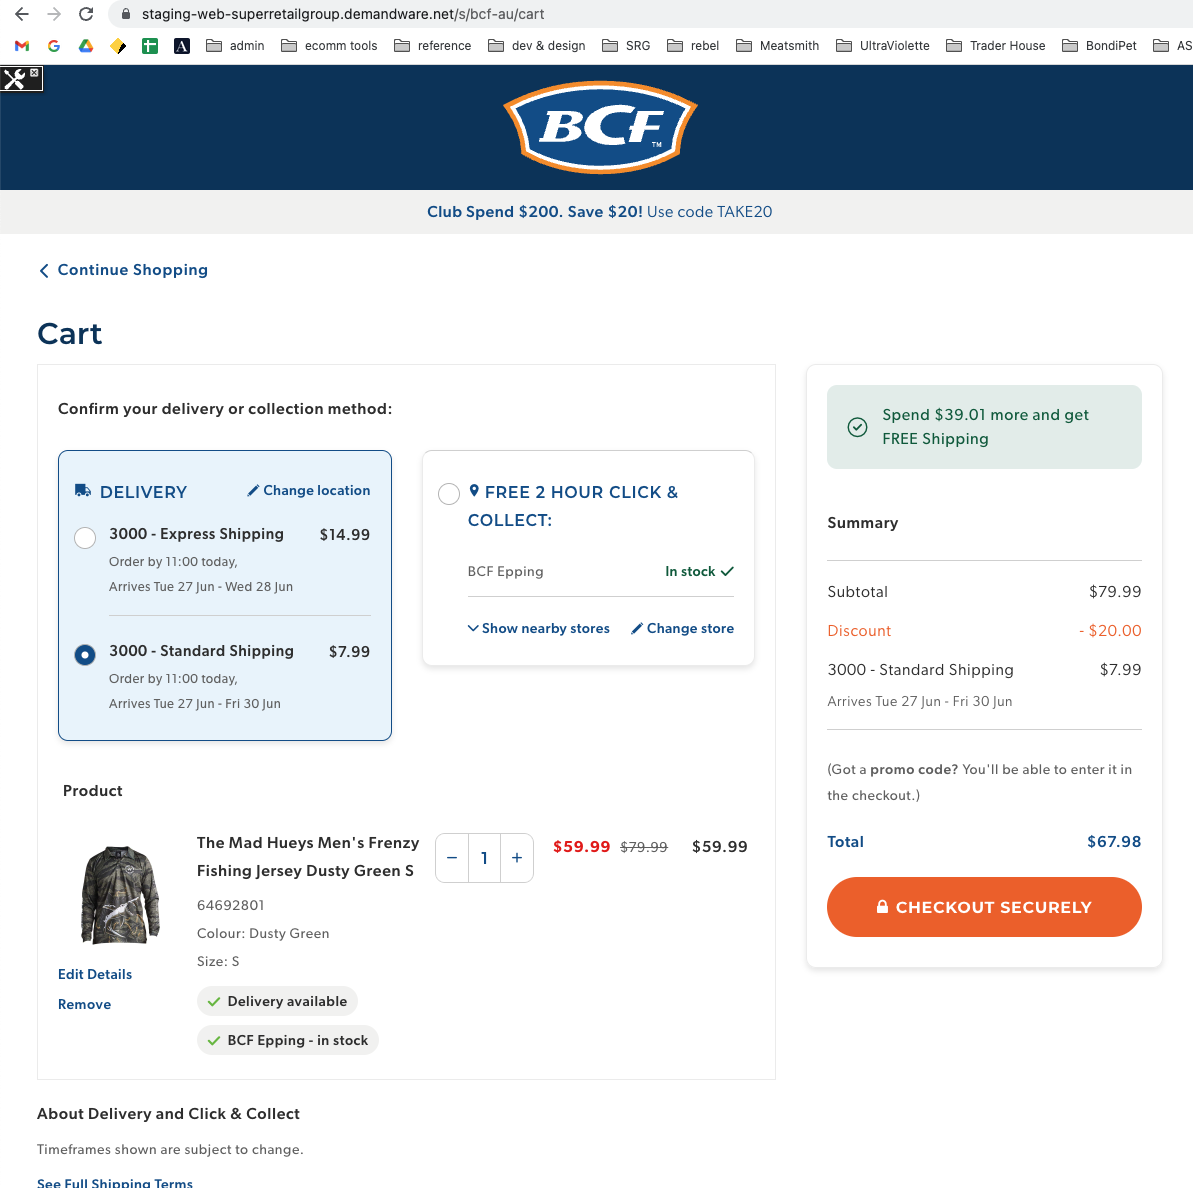 staging-web-superretailgroup.demandware.net/s/bcf-au/cart
admin ecomm tools reference dev & design SRG rebel Meatsmith UltraViolette Trader House BondiPet AS
BCF
TM
Club Spend $200. Save $20! Use code TAKE20
Continue Shopping
Cart
Confirm your delivery or collection method:
DELIVERY Change location
3000 - Express Shipping $14.99
Order by 11:00 today,
Arrives Tue 27 Jun - Wed 28 Jun
3000 - Standard Shipping $7.99
Order by 11:00 today,
Arrives Tue 27 Jun - Fri 30 Jun
FREE 2 HOUR CLICK &
COLLECT:
BCF Epping In stock
Show nearby stores Change store
Product
The Mad Hueys Men's Frenzy
Fishing Jersey Dusty Green S
64692801
Colour: Dusty Green
Size: S
Delivery available
BCF Epping - in stock
− 1 +
$59.99 $79.99 $59.99
Edit Details
Remove
Spend $39.01 more and get
FREE Shipping
Summary
Subtotal $79.99
Discount - $20.00
3000 - Standard Shipping $7.99
Arrives Tue 27 Jun - Fri 30 Jun
(Got a promo code? You'll be able to enter it in
the checkout.)
Total $67.98
CHECKOUT SECURELY
About Delivery and Click & Collect
Timeframes shown are subject to change.
See Full Shipping Terms